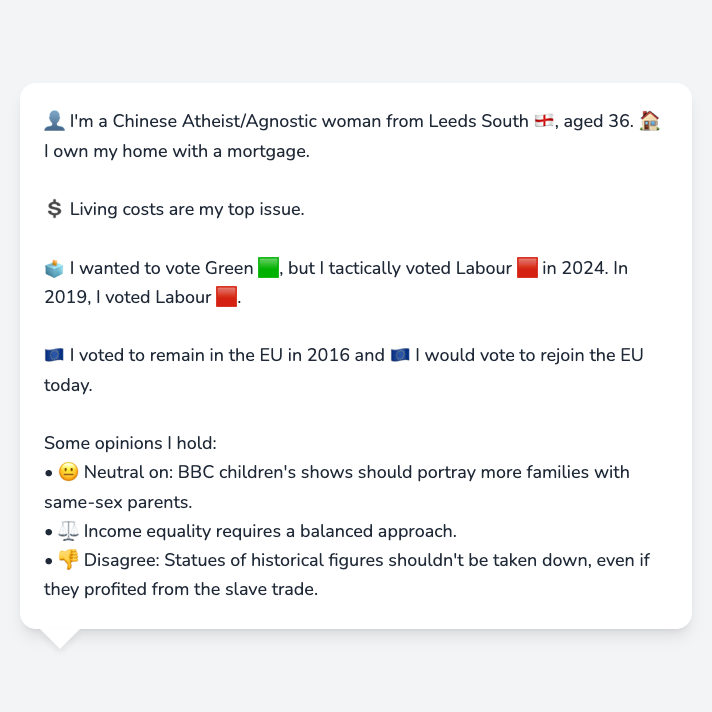 👤 I'm a Chinese Atheist/Agnostic woman from Leeds South 🏴󠁧󠁢󠁥󠁮󠁧󠁿, aged 36. 🏠
I own my home with a mortgage.
💲 Living costs are my top issue.
🗳️ I wanted to vote Green 🟩, but I tactically voted Labour 🟥 in 2024. In
2019, I voted Labour 🟥.
🇪🇺 I voted to remain in the EU in 2016 and 🇪🇺 I would vote to rejoin the EU
today.
Some opinions I hold:
• 😐 Neutral on: BBC children's shows should portray more families with
same-sex parents.
• ⚖️ Income equality requires a balanced approach.
• 👎 Disagree: Statues of historical figures shouldn't be taken down, even if
they profited from the slave trade.